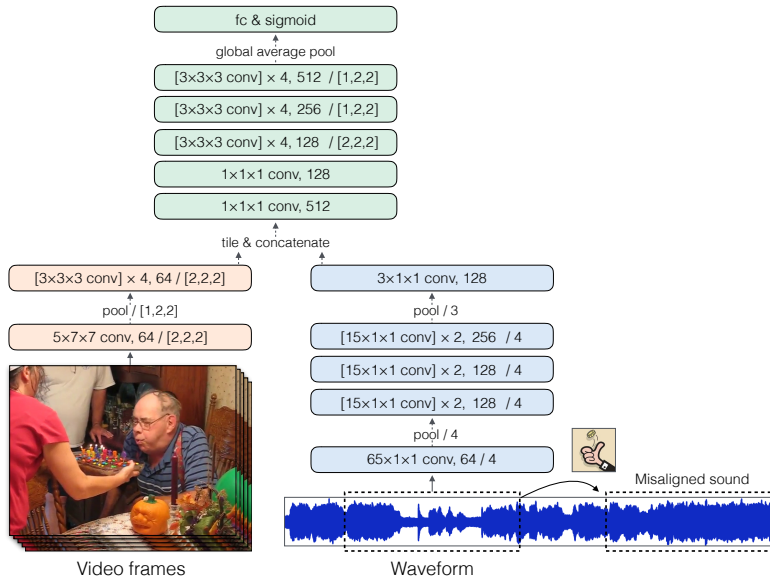 fc & sigmoid
global average pool
[3×3×3 conv] × 4, 512 / [1,2,2]
[3×3×3 conv] × 4, 256 / [1,2,2]
[3×3×3 conv] × 4, 128 / [2,2,2]
1×1×1 conv, 128
1×1×1 conv, 512
tile & concatenate
[3×3×3 conv] × 4, 64 / [2,2,2]
pool / [1,2,2]
5×7×7 conv, 64 / [2,2,2]
Video frames
3×1×1 conv, 128
pool / 3
[15×1×1 conv] × 2, 256 / 4
[15×1×1 conv] × 2, 128 / 4
[15×1×1 conv] × 2, 128 / 4
pool / 4
65×1×1 conv, 64 / 4
Misaligned sound
Waveform